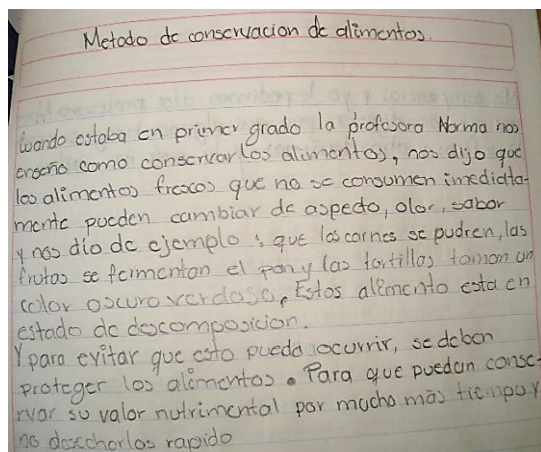 Metodo de conservacion de alimentos.
Cuando estaba en primer grado la profesora Norma nos
enseño como conservar los alimentos, nos dijo que
los alimentos frescos que no se consumen imediata-
mente pueden cambiar de aspecto, olor, sabor
y nos dio de ejemplo: que las carnes se pudren, las
frutas se fermentan el pan y las tortillas toman un
color oscuro verdoso, Estos alimento esta en
estado de descomposicion.
Y para evitar que esto pueda ocurrir, se deben
proteger los alimentos. Para que puedan conse-
rvar su valor nutrimental por mucho más tiempo y
no desecharlos rapido